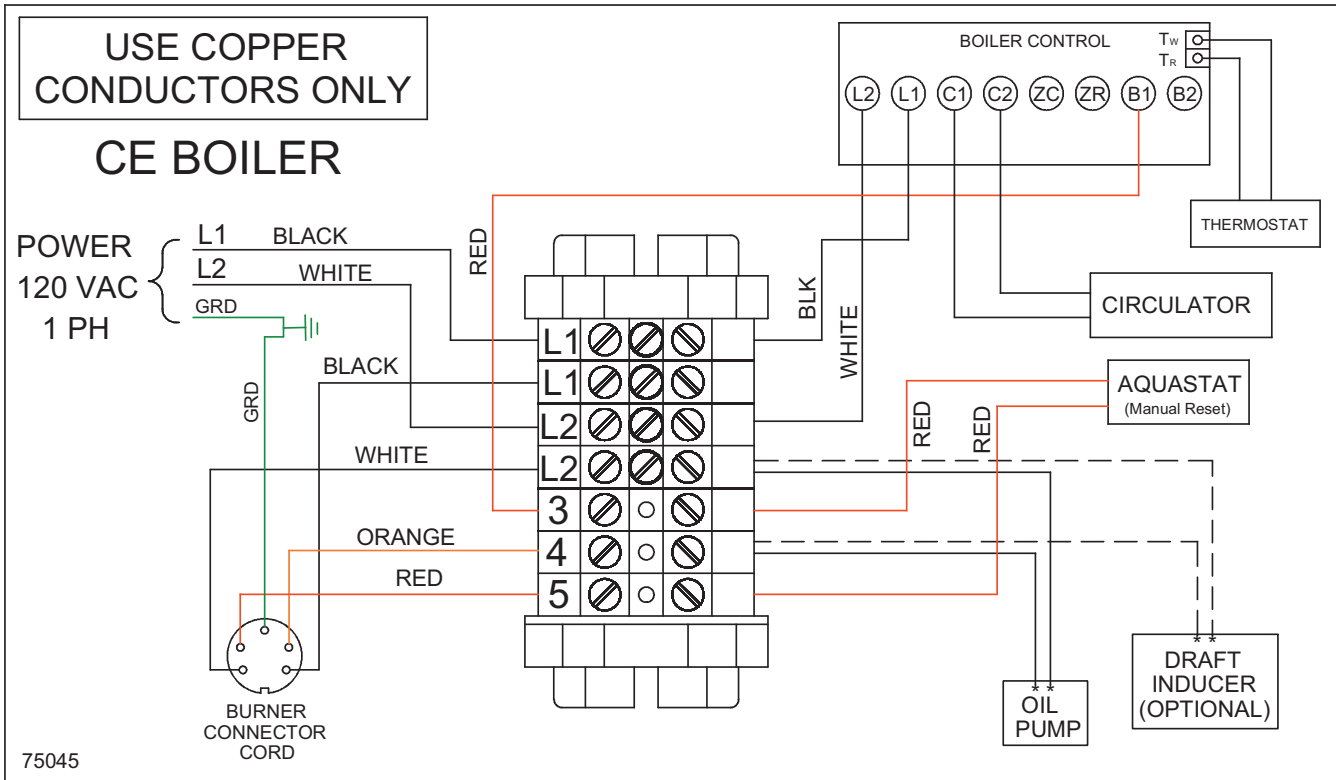 USE COPPER
CONDUCTORS ONLY
CE BOILER
POWER
120 VAC
1 PH
L1
BLACK
L2
WHITE
GRD
GRD
BLACK
WHITE
ORANGE
RED
RED
BURNER
CONNECTOR
CORD
75045
L1
L1
L2
L2
3
4
5
BOILER CONTROL
TW
TR
L2
L1
C1
C2
ZC
ZR
B1
B2
THERMOSTAT
BLK
WHITE
CIRCULATOR
AQUASTAT
(Manual Reset)
RED
RED
* *
OIL
PUMP
* *
DRAFT
INDUCER
(OPTIONAL)